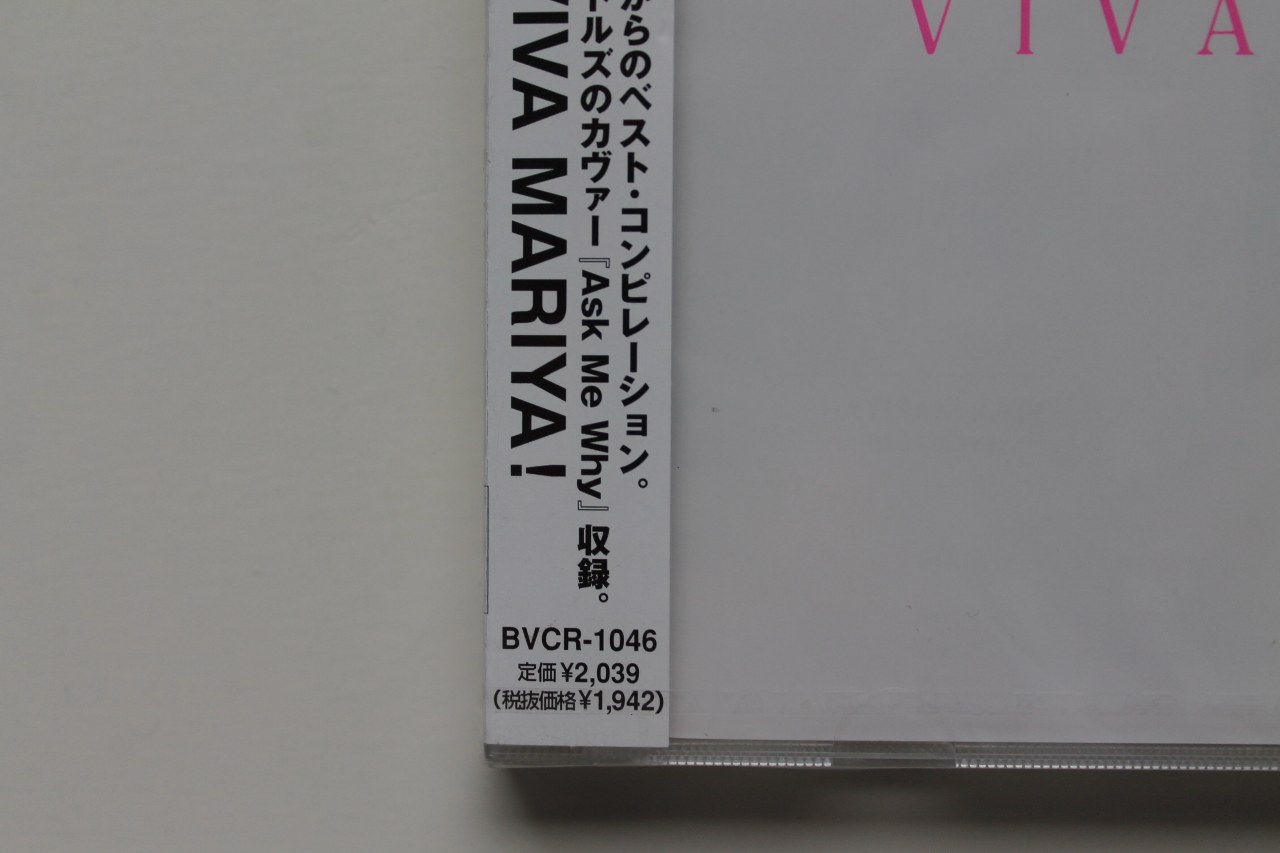 VIVA
からのベスト・コンピレーション。
トルズのカヴァー『Ask Me Why』収録。
VIVA MARIYA!
BVCR-1046
定価¥2,039
(税抜価格¥1,942)